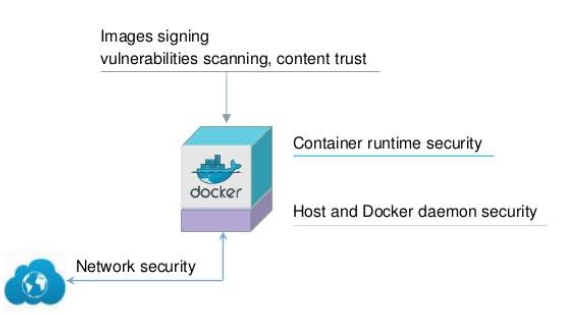 Images signing
vulnerabilities scanning, content trust
Container runtime security
docker
Host and Docker daemon security
Network security